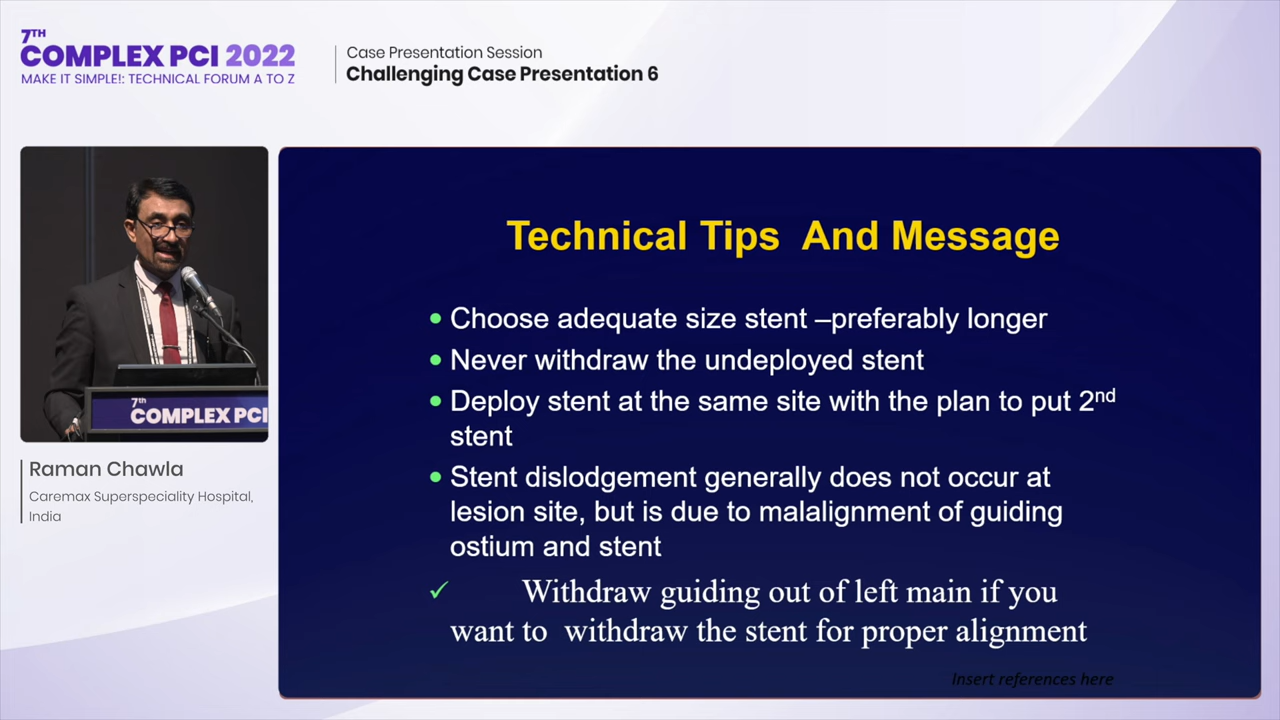 7TH
COMPLEX PCI 2022
MAKE IT SIMPLE!: TECHNICAL FORUM A TO Z
Case Presentation Session
Challenging Case Presentation 6
7th
COMPLEX PCI
Raman Chawla
Caremax Superspeciality Hospital,
India
Technical Tips And Message
• Choose adequate size stent –preferably longer
• Never withdraw the undeployed stent
• Deploy stent at the same site with the plan to put 2nd
stent
• Stent dislodgement generally does not occur at
lesion site, but is due to malalignment of guiding
ostium and stent
✓ Withdraw guiding out of left main if you
want to withdraw the stent for proper alignment
Insert references here